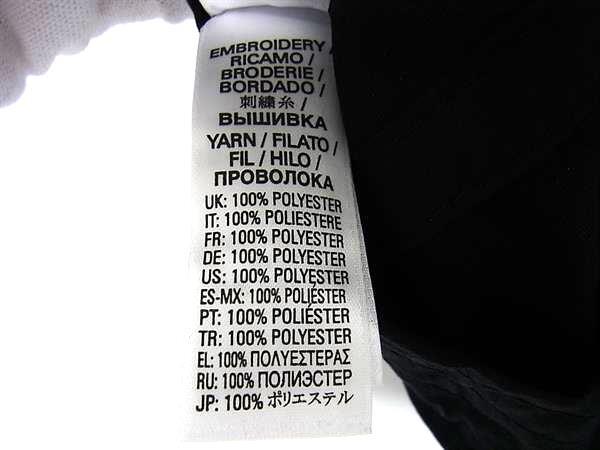 EMBROIDERY /
RICAMO /
BRODERIE /
BORDADO /
刺繍糸 /
ВЫШИВКА
YARN / FILATO /
FIL / HILO /
ПРОВОЛОКА
UK: 100% POLYESTER
IT: 100% POLIESTERE
FR: 100% POLYESTER
DE: 100% POLYESTER
US: 100% POLYESTER
ES-MX: 100% POLIÉSTER
PT: 100% POLIÉSTER
TR: 100% POLYESTER
EL: 100% ΠΟΛΥΕΣΤΕΡΑΣ
RU: 100% ПОЛИЭСТЕР
JP: 100% ポリエステル